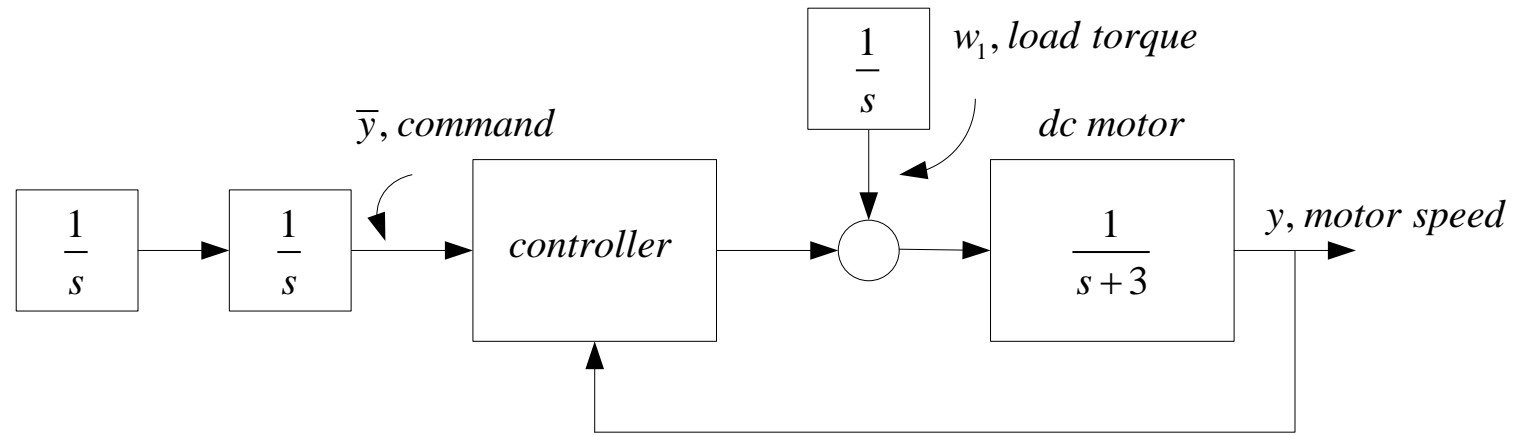 1
s
w₁, load torque
y̅, command
dc motor
1
s
1
s
controller
1
s+3
y, motor speed